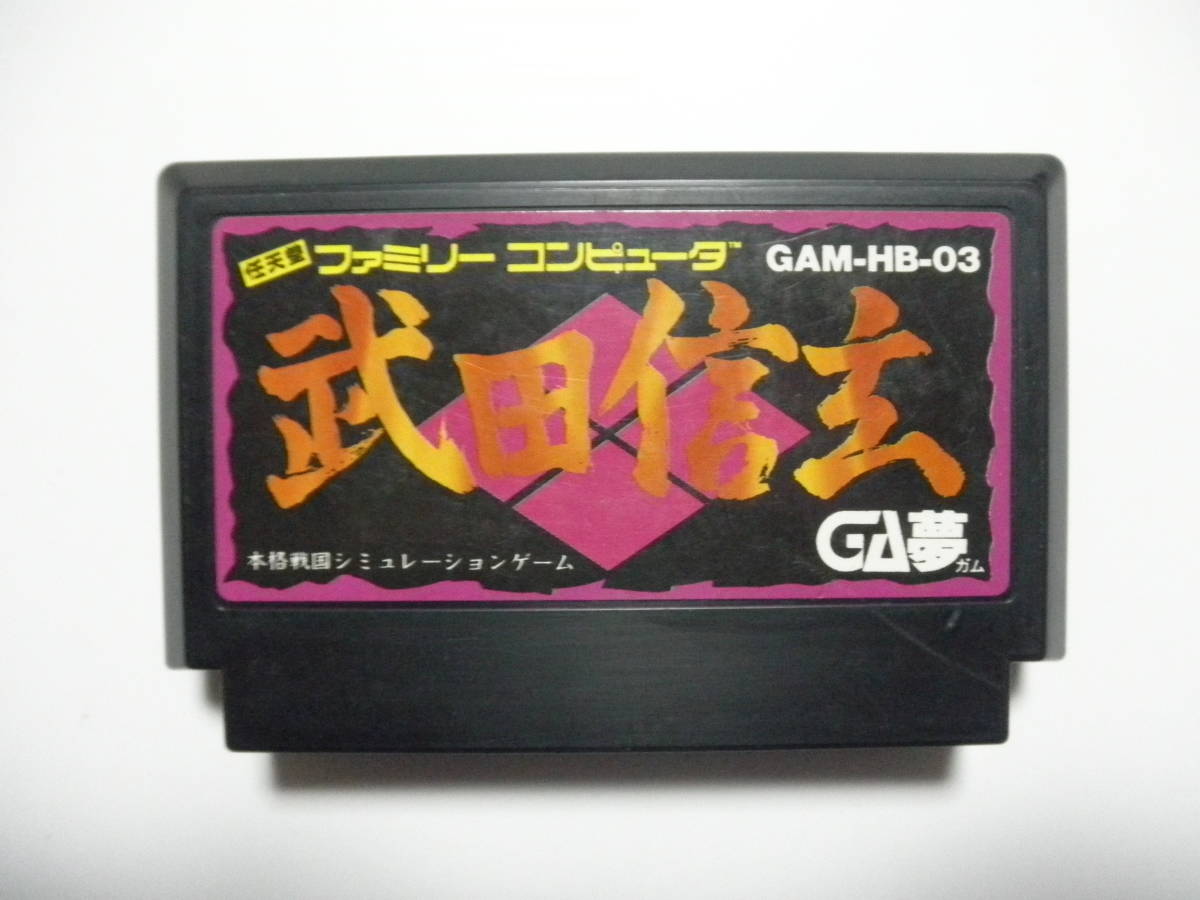 任天堂 ファミリー コンピュータ™ GAM-HB-03
武田信玄
本格戦国シミュレーションゲーム
GA夢
ガム